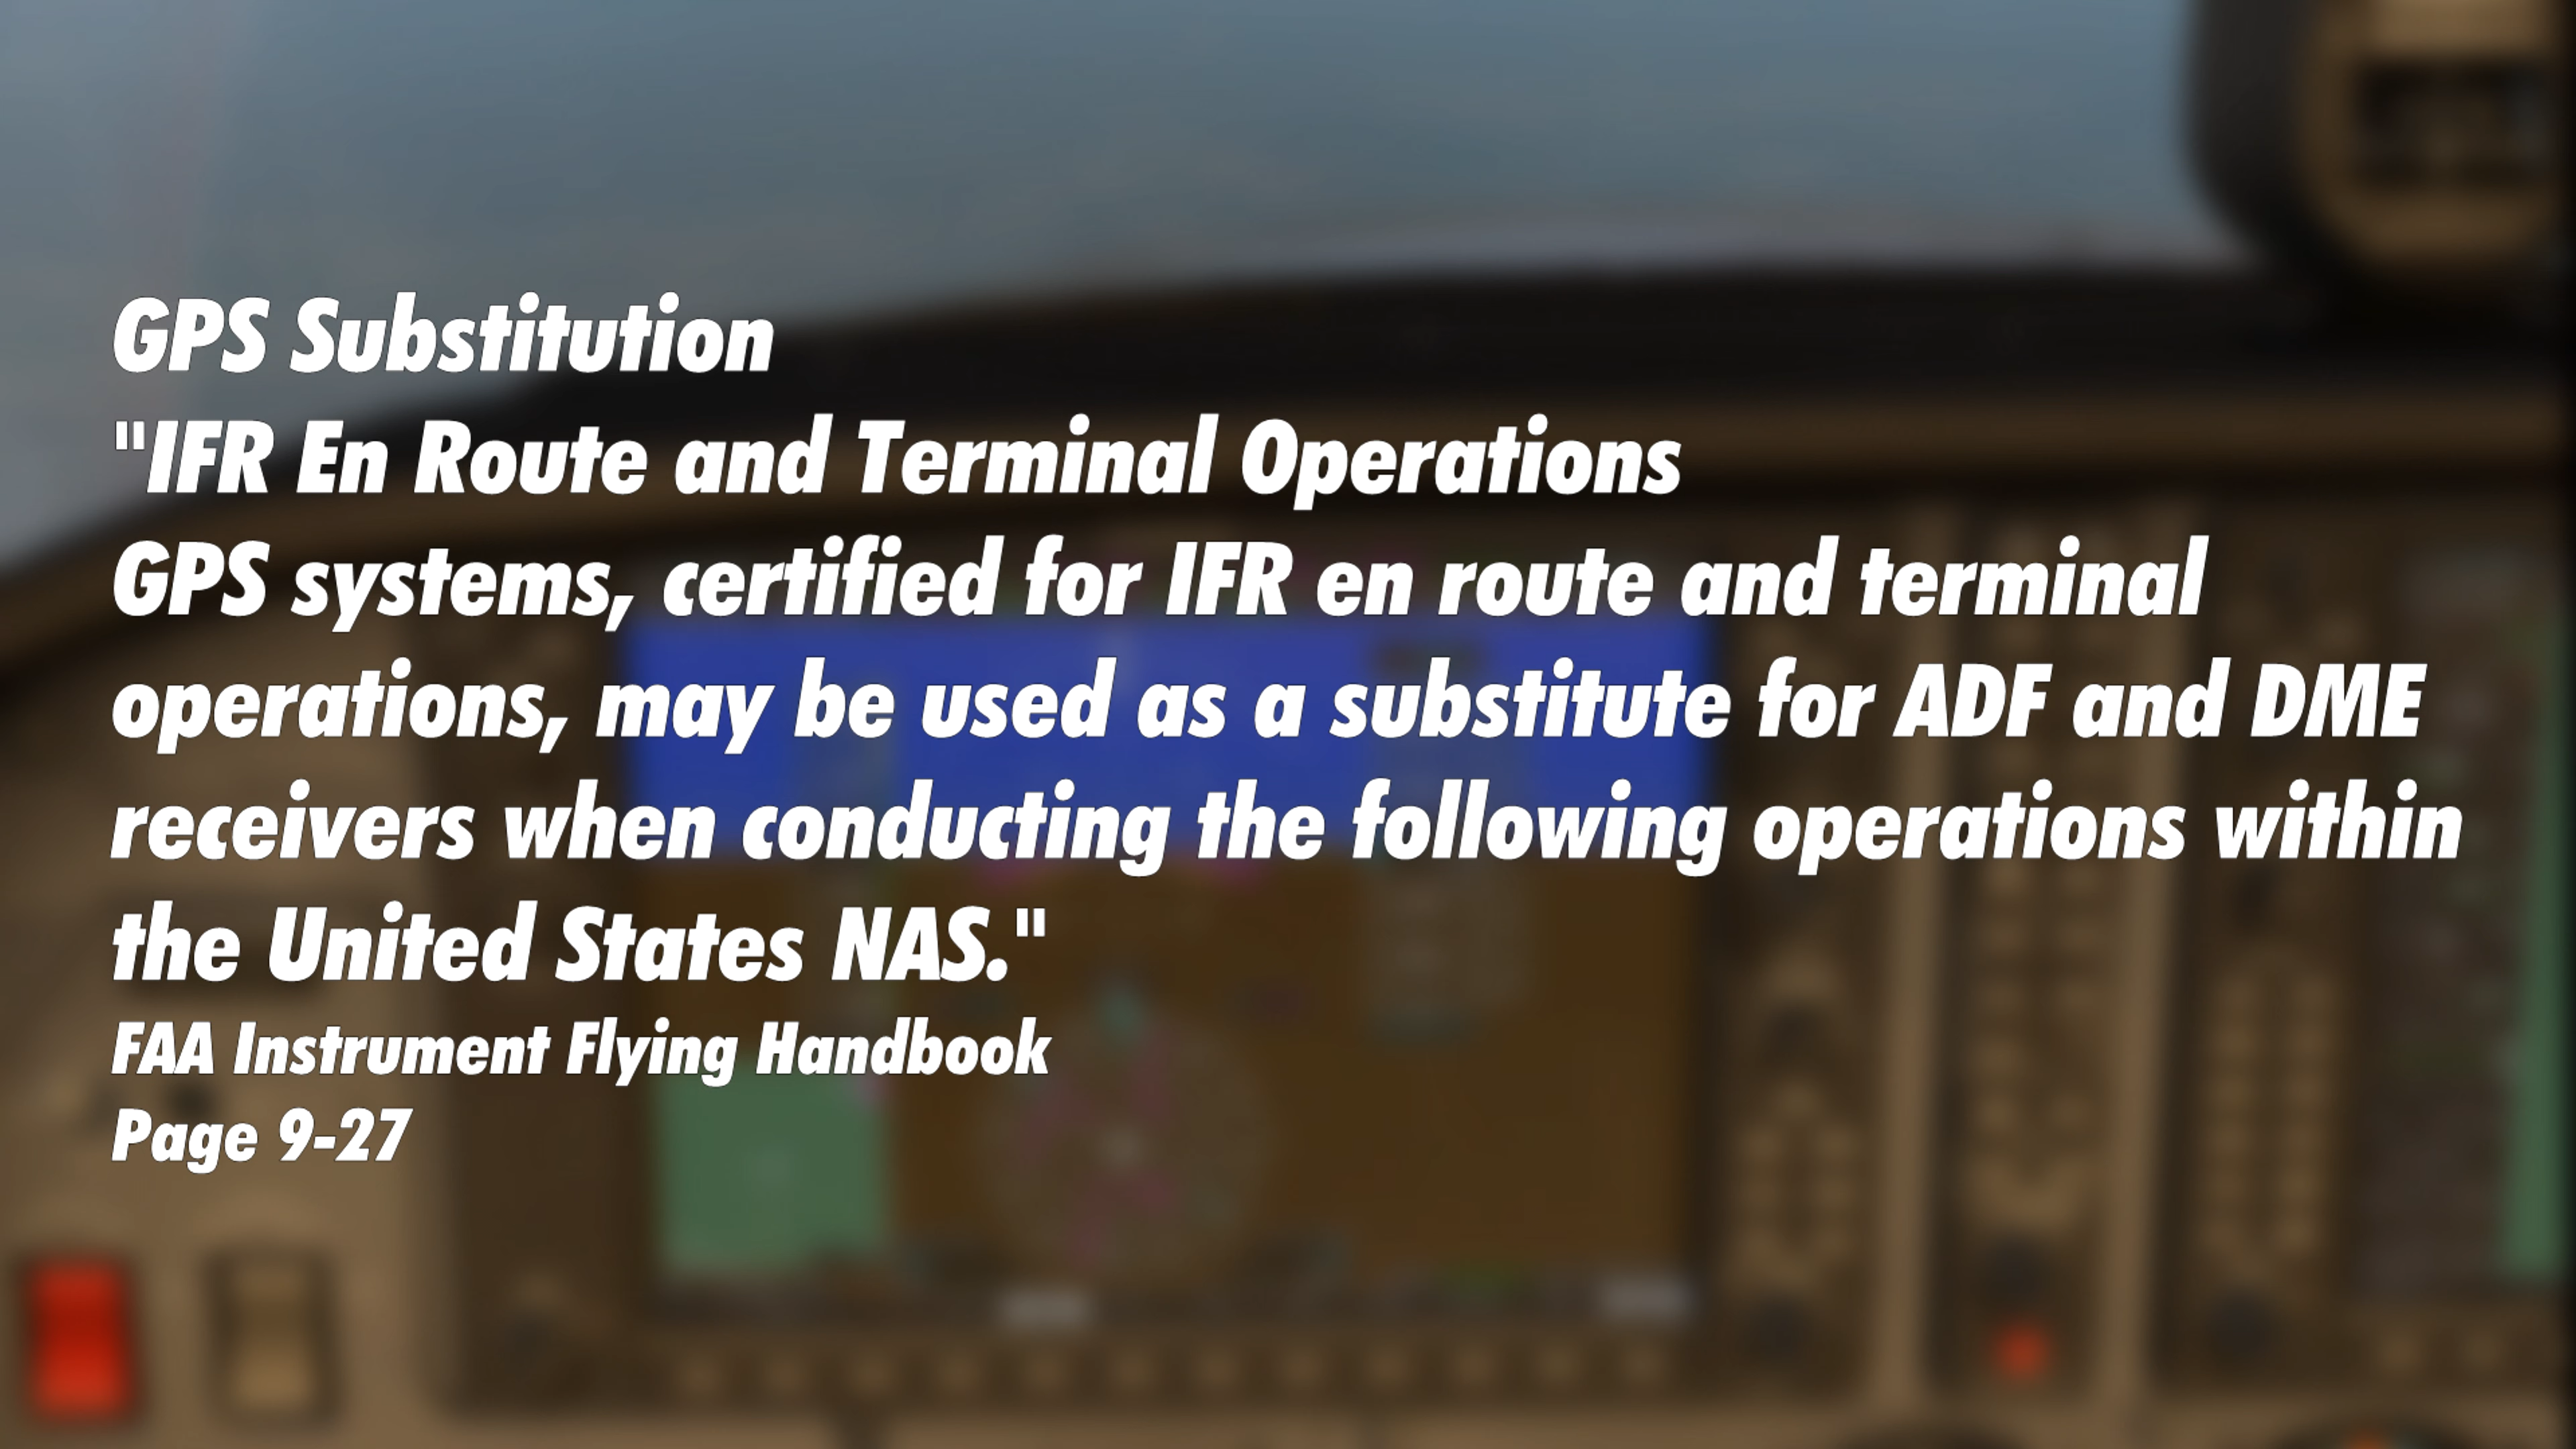 GPS Substitution
"IFR En Route and Terminal Operations
GPS systems, certified for IFR en route and terminal
operations, may be used as a substitute for ADF and DME
receivers when conducting the following operations within
the United States NAS."
FAA Instrument Flying Handbook
Page 9-27